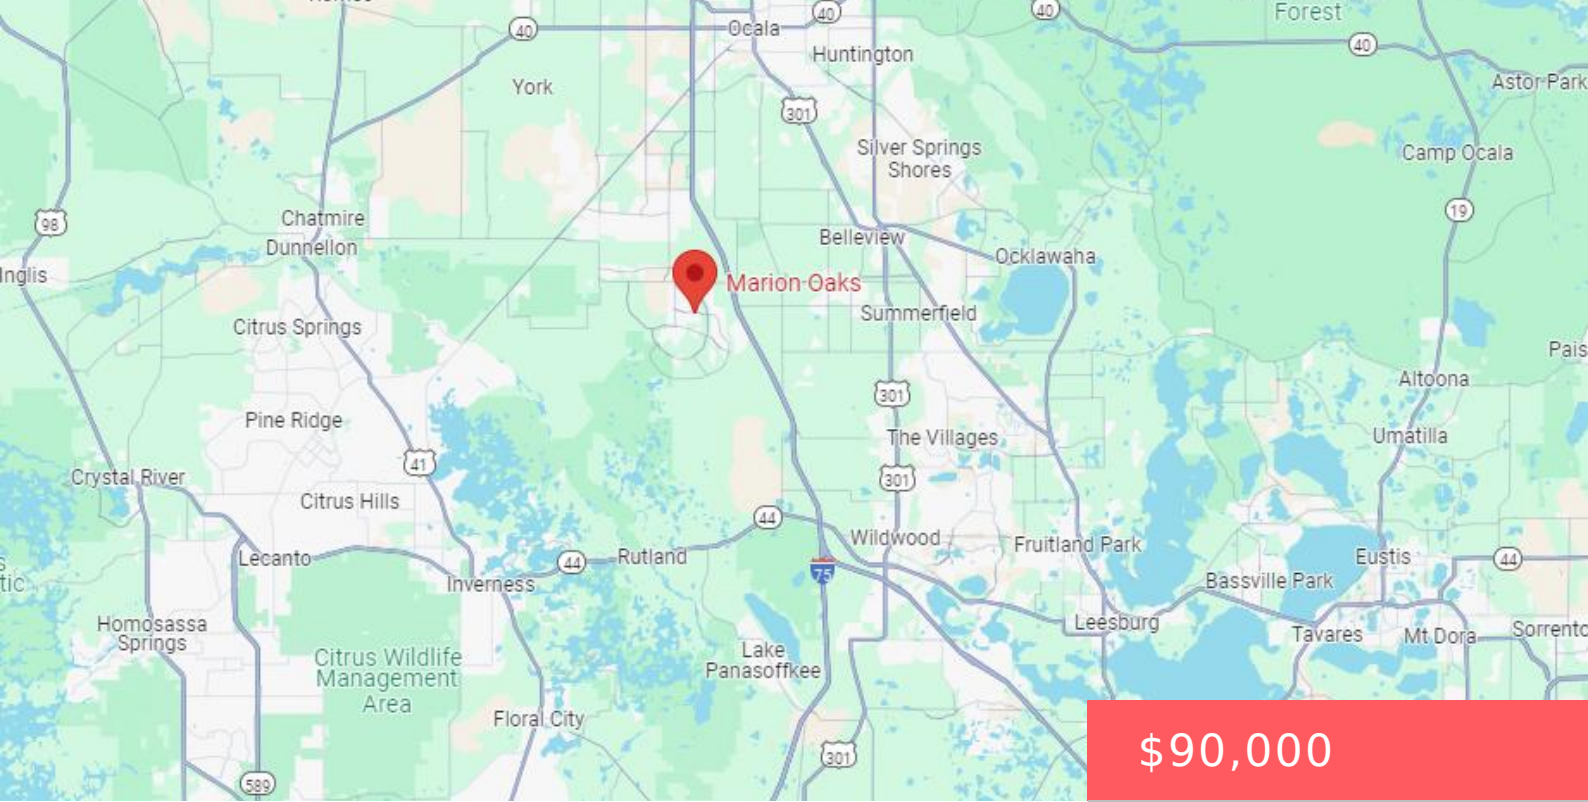 40
Ocala
40
40
Forest
Huntington
40
York
Astor Park
301
Silver Springs
Shores
Camp Ocala
98
Chatmire
19
Dunnellon
Belleview
Ocklawaha
Inglis
Marion Oaks
Citrus Springs
Summerfield
Pais
Altoona
301
Pine Ridge
The Villages
Umatilla
41
Crystal River
301
Citrus Hills
44
Wildwood
Lecanto
44
Rutland
75
Fruitland Park
Eustis
44
Inverness
Bassville Park
tic
Homosassa
Springs
Leesburg
Tavares
Mt Dora
Sorrento
Lake
Panasoffkee
Citrus Wildlife
Management
Area
Floral City
301
$90,000
589